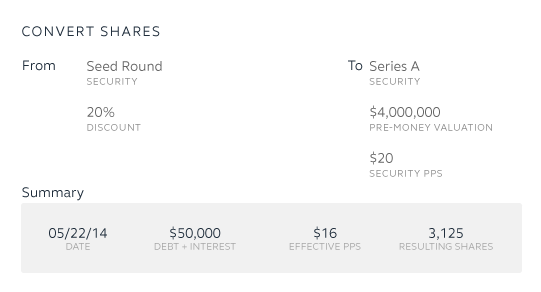 CONVERT SHARES
From Seed Round To Series A
SECURITY SECURITY
20% $4,000,000
DISCOUNT PRE-MONEY VALUATION
$20
SECURITY PPS
Summary
05/22/14 $50,000 $16 3,125
DATE DEBT + INTEREST EFFECTIVE PPS RESULTING SHARES